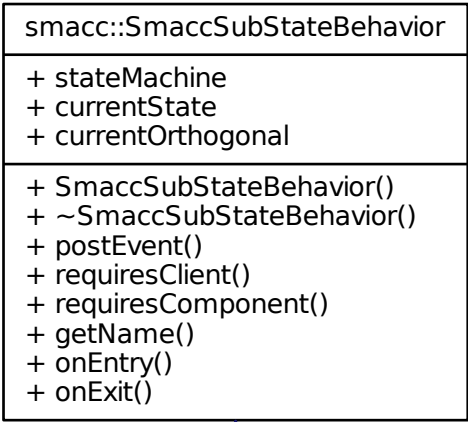 smacc::SmaccSubStateBehavior
+ stateMachine
+ currentState
+ currentOrthogonal
+ SmaccSubStateBehavior()
+ ~SmaccSubStateBehavior()
+ postEvent()
+ requiresClient()
+ requiresComponent()
+ getName()
+ onEntry()
+ onExit()